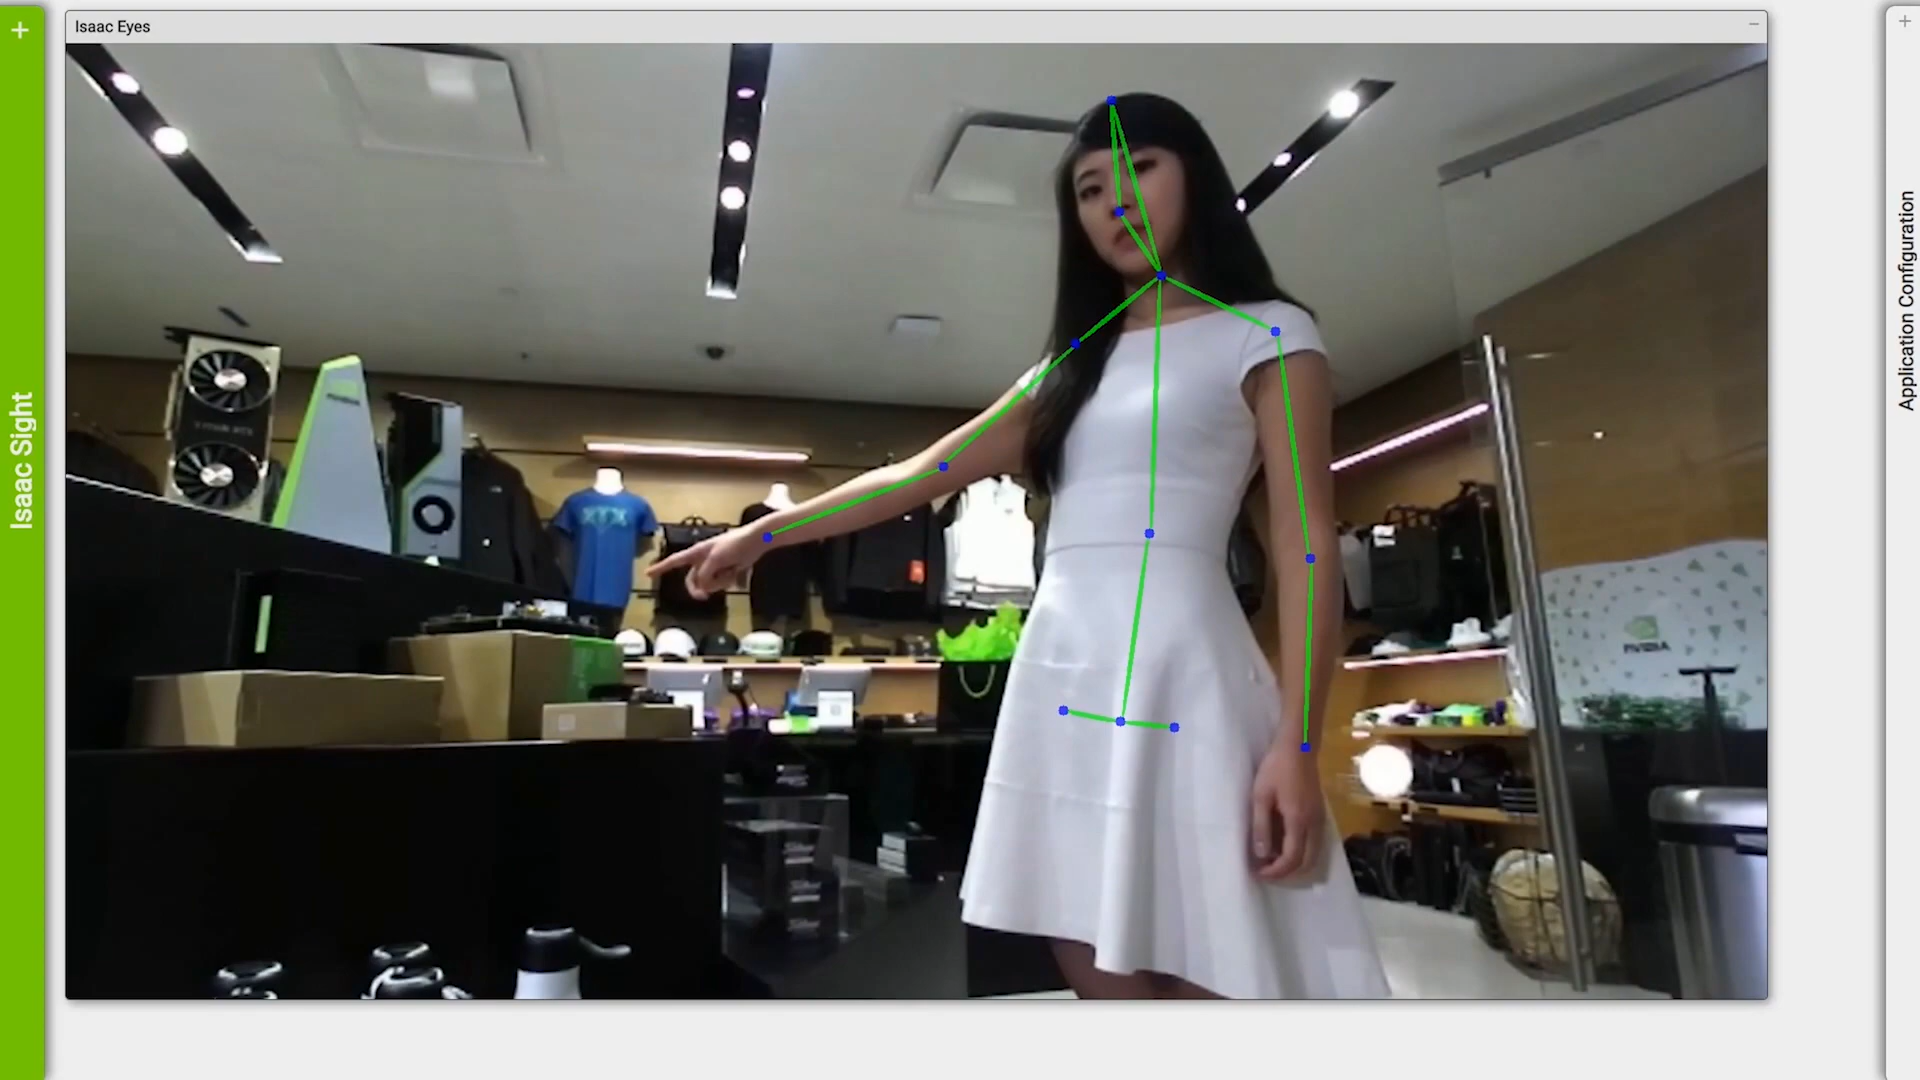 Isaac Eyes
Isaac Sight
Application Configuration
RTX
NVIDIA